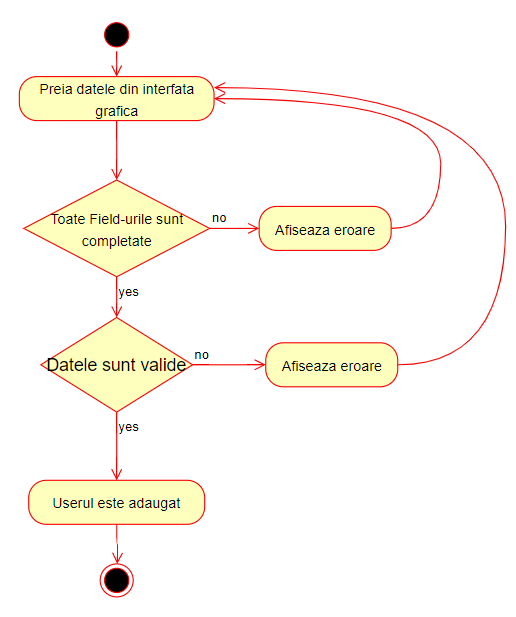 Preia datele din interfata
grafica
Toate Field-urile sunt
completate
no
Afiseaza eroare
yes
Datele sunt valide
no
Afiseaza eroare
yes
Userul este adaugat